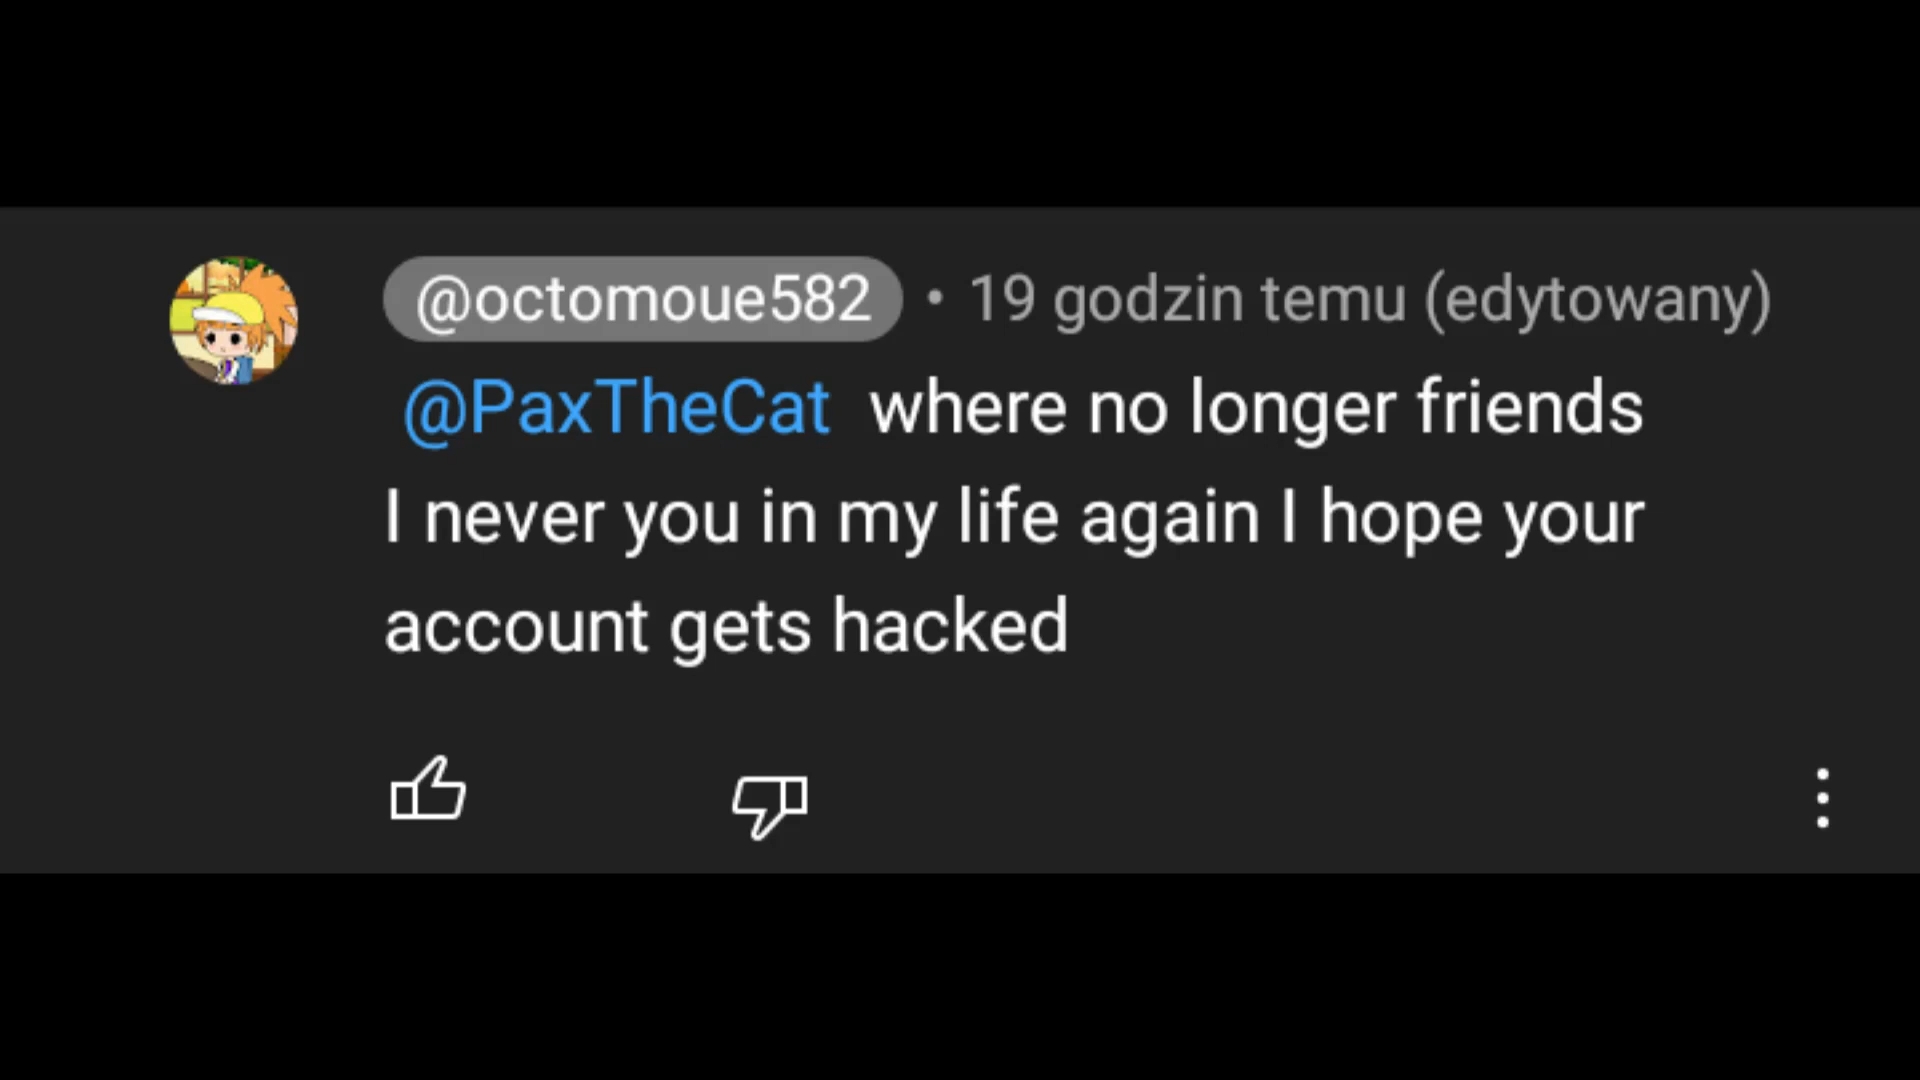 @octomoue582 • 19 godzin temu (edytowany)
@PaxTheCat where no longer friends
I never you in my life again I hope your
account gets hacked